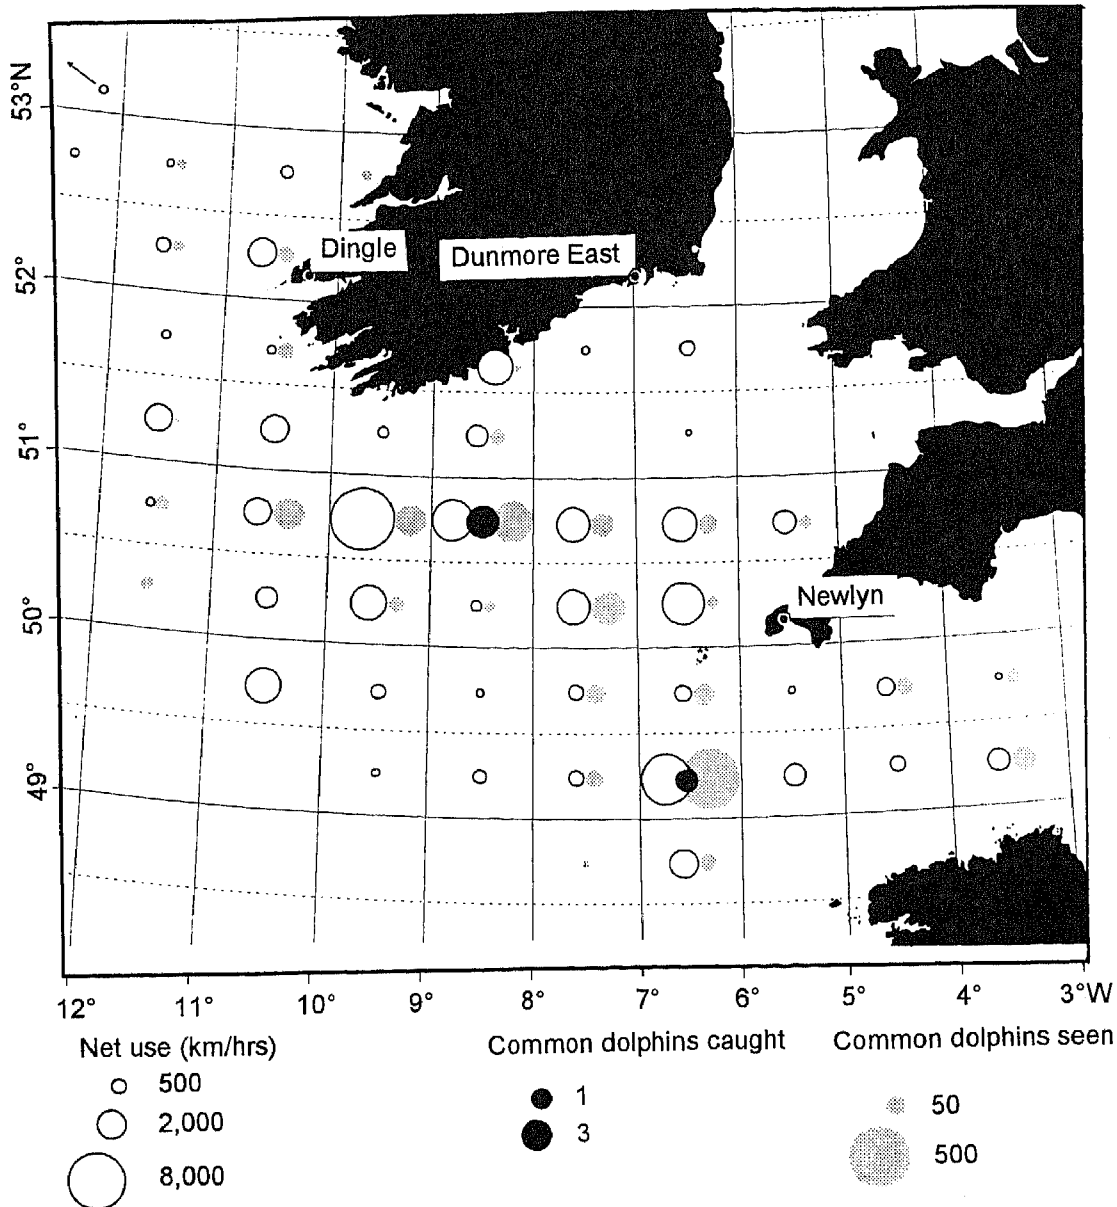 53°N
52°
51°
50°
49°
Dingle
Dunmore East
Newlyn
12° 11° 10° 9° 8° 7° 6° 5° 4° 3°W
Net use (km/hrs)
500
2,000
8,000
Common dolphins caught
1
3
Common dolphins seen
50
500